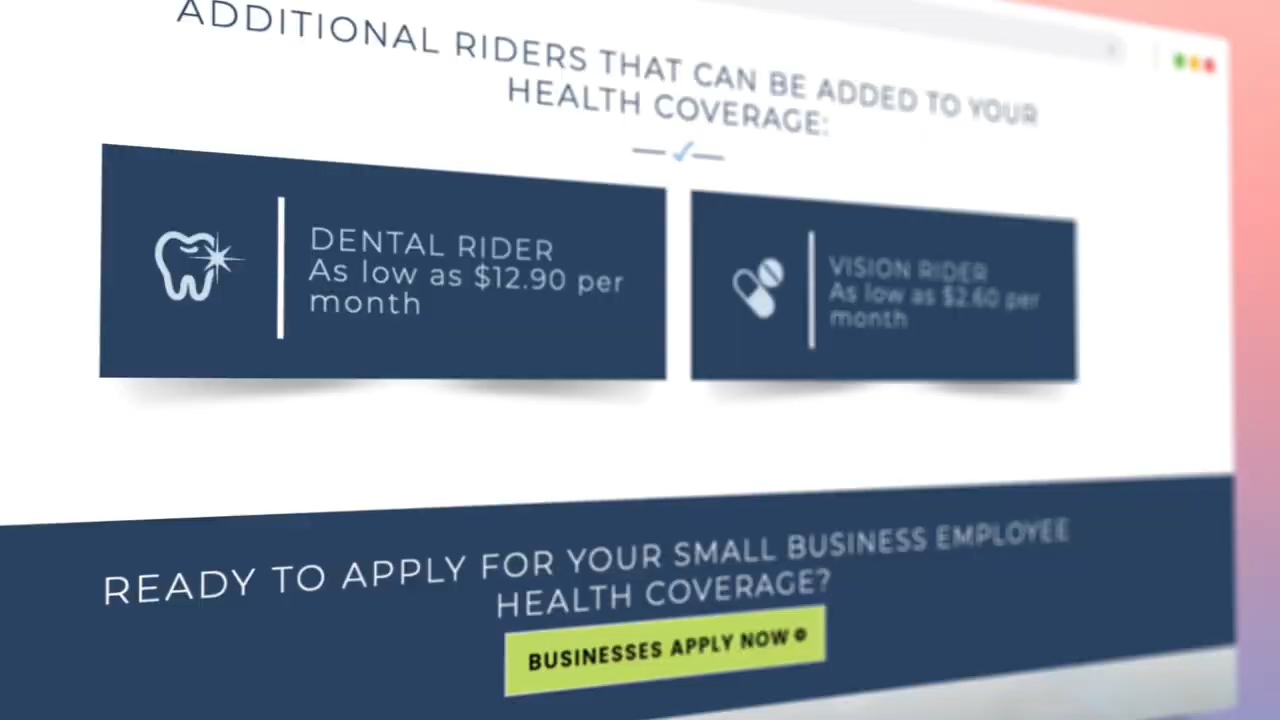 ADDITIONAL RIDERS THAT CAN BE ADDED TO YOUR
HEALTH COVERAGE:
DENTAL RIDER
As low as $12.90 per
month
VISION RIDER
As low as $2.60 per
month
READY TO APPLY FOR YOUR SMALL BUSINESS EMPLOYEE
HEALTH COVERAGE?
BUSINESSES APPLY NOW